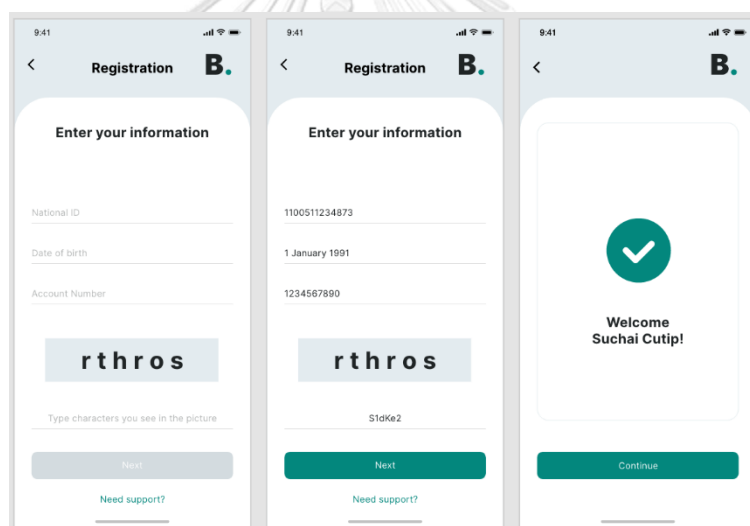 9:41
Registration
B.
Enter your information
National ID
Date of birth
Account Number
rthros
Type characters you see in the picture
Next
Need support?
9:41
Registration
B.
Enter your information
1100511234873
1 January 1991
1234567890
rthros
S1dKe2
Next
Need support?
9:41
B.
Welcome
Suchai Cutip!
Continue